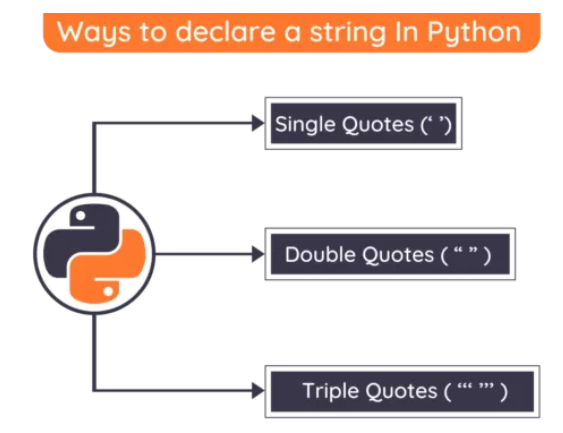 Ways to declare a string In Python
Single Quotes (‘ ’)
Double Quotes ( “ ” )
Triple Quotes ( “‘ ”’ )